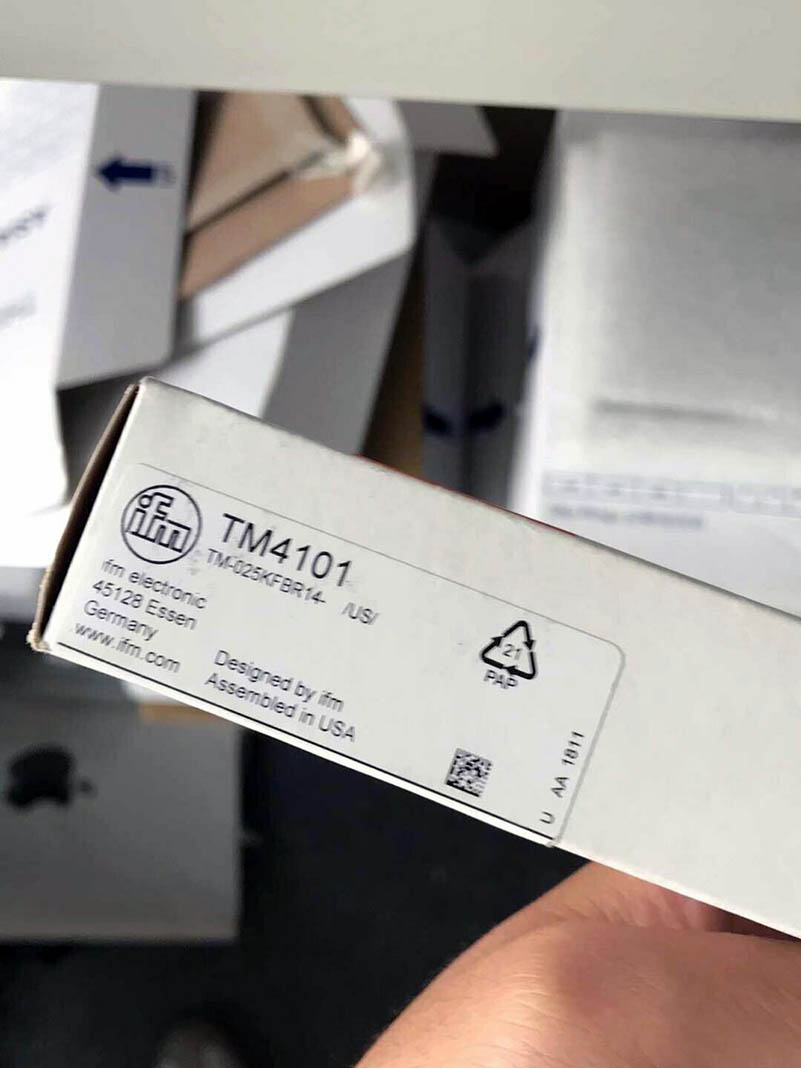 ifm
TM4101
TM-025KFBR14- /US/
ifm electronic
45128 Essen
Germany
www.ifm.com
Designed by ifm
Assembled in USA
21
PAP
U AA 1811